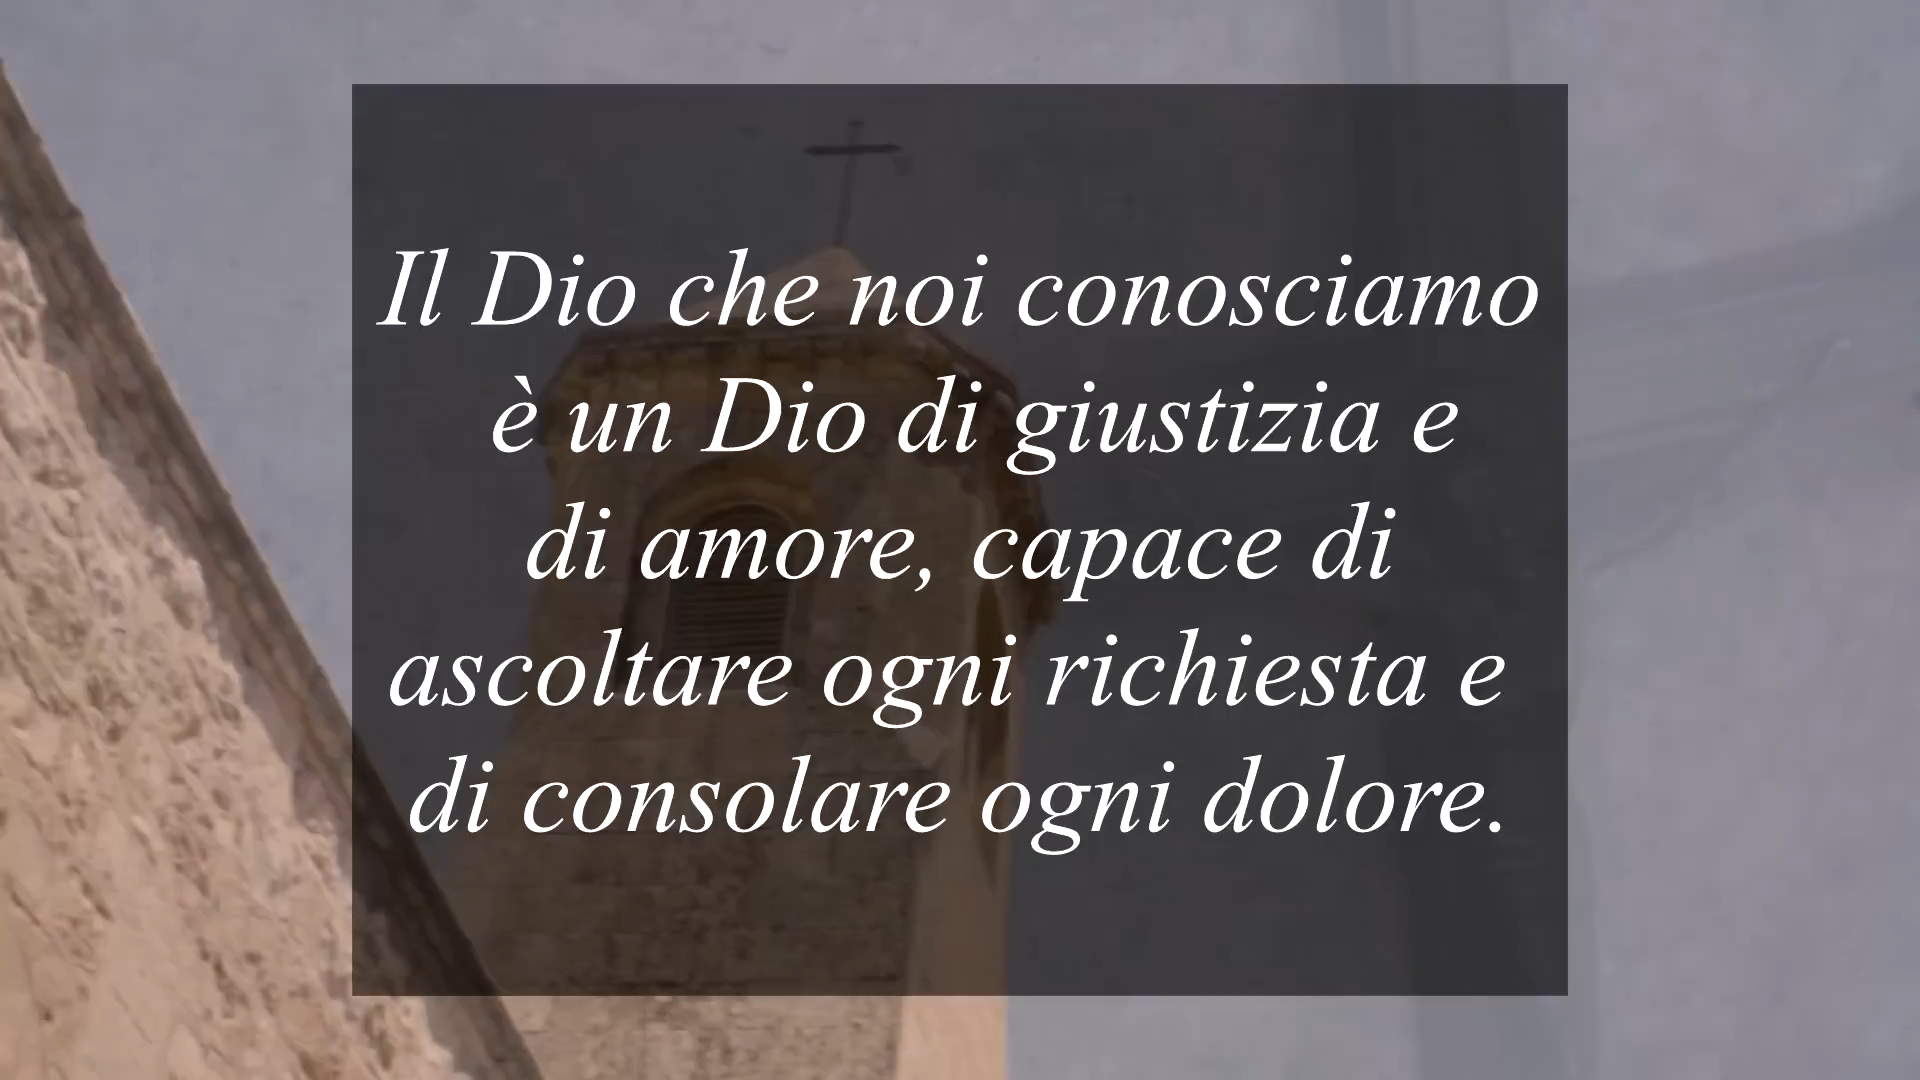 Il Dio che noi conosciamo
è un Dio di giustizia e
di amore, capace di
ascoltare ogni richiesta e
di consolare ogni dolore.